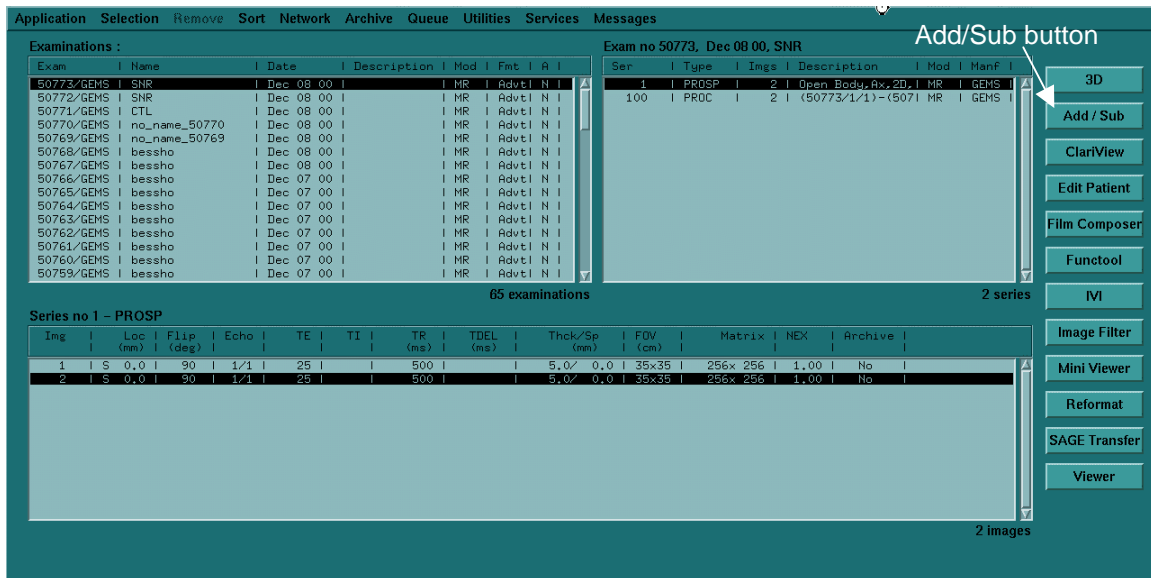 Application Selection Remove Sort Network Archive Queue Utilities Services Messages
Add/Sub button
Examinations :
Exam | Name | Date | Description | Mod | Fmt | A |
50773/GEMS | SNR | Dec 08 00 | | MR | Advt| N |
50772/GEMS | SNR | Dec 08 00 | | MR | Advt| N |
50771/GEMS | CTL | Dec 08 00 | | MR | Advt| N |
50770/GEMS | no_name_50770 | Dec 08 00 | | MR | Advt| N |
50769/GEMS | no_name_50769 | Dec 08 00 | | MR | Advt| N |
50768/GEMS | bessho | Dec 08 00 | | MR | Advt| N |
50767/GEMS | bessho | Dec 08 00 | | MR | Advt| N |
50766/GEMS | bessho | Dec 07 00 | | MR | Advt| N |
50765/GEMS | bessho | Dec 07 00 | | MR | Advt| N |
50764/GEMS | bessho | Dec 07 00 | | MR | Advt| N |
50763/GEMS | bessho | Dec 07 00 | | MR | Advt| N |
50762/GEMS | bessho | Dec 07 00 | | MR | Advt| N |
50761/GEMS | bessho | Dec 07 00 | | MR | Advt| N |
50760/GEMS | bessho | Dec 07 00 | | MR | Advt| N |
50759/GEMS | bessho | Dec 07 00 | | MR | Advt| N |
65 examinations
Exam no 50773, Dec 08 00, SNR
Ser | Type | Imgs | Description | Mod | Manf |
1 | PROSP | 2 | Open Body,Ax,2D,| MR | GEMS |
100 | PROC | 2 | (50773/1/1)-(507| MR | GEMS |
2 series
Series no 1 – PROSP
Img | Loc | Flip | Echo | TE | TI | TR | TDEL | Thck/Sp | FOV | Matrix | NEX | Archive |
| (mm) | (deg) | | | | (ms) | (ms) | (mm) | (cm) | | | |
1 | S 0.0 | 90 | 1/1 | 25 | | 500 | | 5.0/ 0.0 | 35x35 | 256x 256 | 1.00 | No |
2 | S 0.0 | 90 | 1/1 | 25 | | 500 | | 5.0/ 0.0 | 35x35 | 256x 256 | 1.00 | No |
2 images
3D
Add / Sub
ClariView
Edit Patient
Film Composer
Functool
IVI
Image Filter
Mini Viewer
Reformat
SAGE Transfer
Viewer